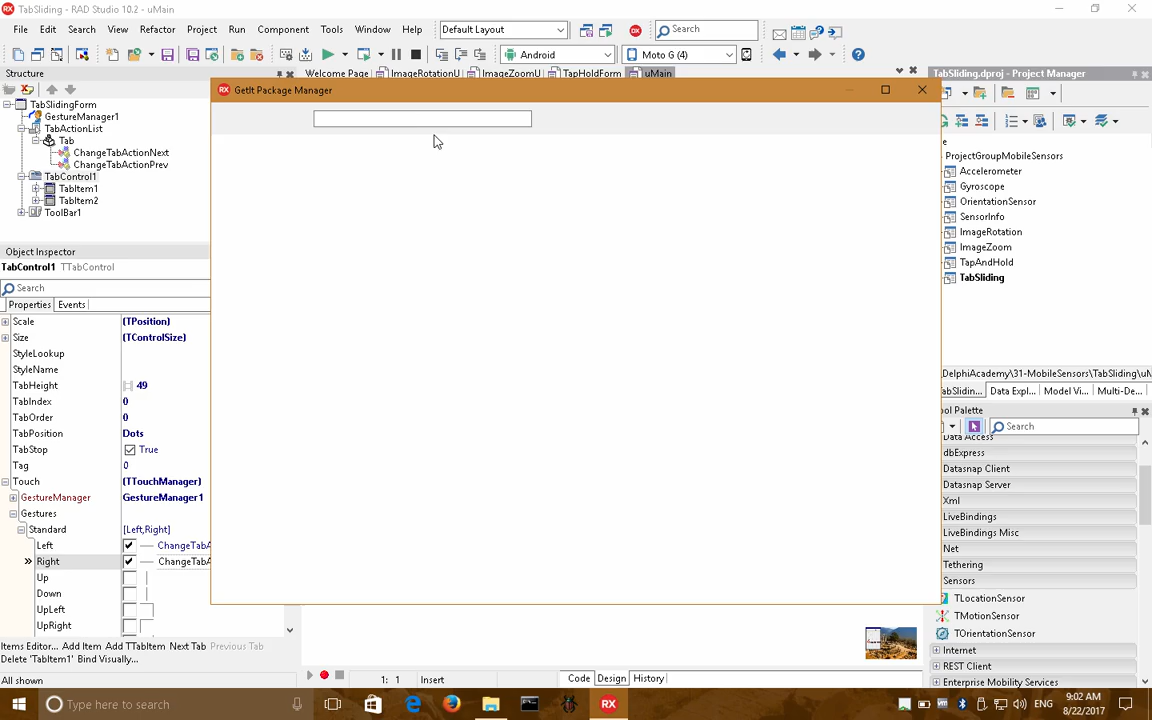 TabSliding - RAD Studio 10.2 - uMain
File Edit Search View Refactor Project Run Component Tools Window Help
Default Layout
Search
Android
Moto G (4)
Structure
Welcome Page ImageRotationU ImageZoomU TapHoldForm uMain
TabSliding.dproj - Project Manager
GetIt Package Manager
TabSlidingForm
GestureManager1
TabActionList
Tab
ChangeTabActionNext
ChangeTabActionPrev
TabControl1
TabItem1
TabItem2
ToolBar1
ProjectGroupMobileSensors
Accelerometer
Gyroscope
OrientationSensor
SensorInfo
ImageRotation
ImageZoom
TapAndHold
TabSliding
Object Inspector
TabControl1 TTabControl
Search
Properties Events
Scale (TPosition)
Size (TControlSize)
StyleLookup
StyleName
TabHeight 49
TabIndex 0
TabOrder 0
TabPosition Dots
TabStop True
Tag 0
Touch (TTouchManager)
GestureManager GestureManager1
Gestures
Standard [Left,Right]
Left ChangeTabA
Right ChangeTabA
Up
Down
UpLeft
UpRight
Items Editor... Add Item Add TTabItem Next Tab Previous Tab
Delete 'TabItem1' Bind Visually...
All shown
1: 1 Insert
Code Design History
DelphiAcademy\31-MobileSensors\TabSliding\uM
abSlidin... Data Expl... Model Vi... Multi-De...
ol Palette
Search
Data Access
dbExpress
Datasnap Client
Datasnap Server
Xml
LiveBindings
LiveBindings Misc
Net
Tethering
Sensors
TLocationSensor
TMotionSensor
TOrientationSensor
Internet
REST Client
Enterprise Mobility Services
Type here to search
ENG
9:02 AM
8/22/2017